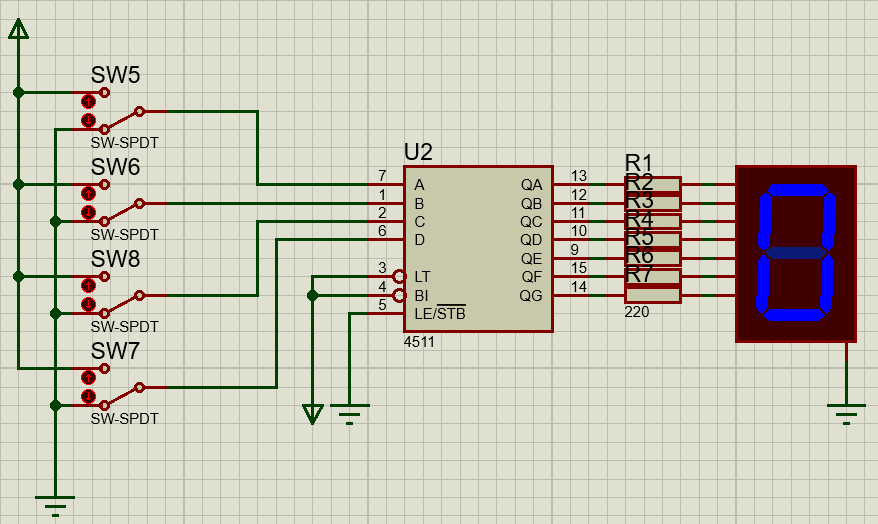 SW5
SW-SPDT
SW6
SW-SPDT
SW8
SW-SPDT
SW7
SW-SPDT
U2
7 A QA 13
1 B QB 12
2 C QC 11
6 D QD 10
QE 9
3 LT QF 15
4 BI QG 14
5 LE/STB
4511
R1
R2
R3
R4
R5
R6
R7
220